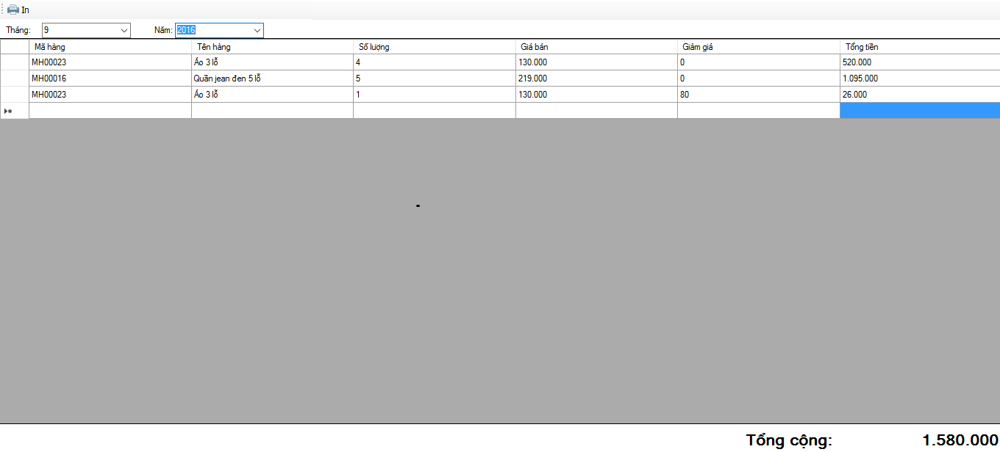 In
Tháng: 9 Năm: 2016
Mã hàng Tên hàng Số lượng Giá bán Giảm giá Tổng tiền
MH00023 Áo 3 lỗ 4 130.000 0 520.000
MH00016 Quần jean đen 5 lỗ 5 219.000 0 1.095.000
MH00023 Áo 3 lỗ 1 130.000 80 26.000
Tổng cộng: 1.580.000